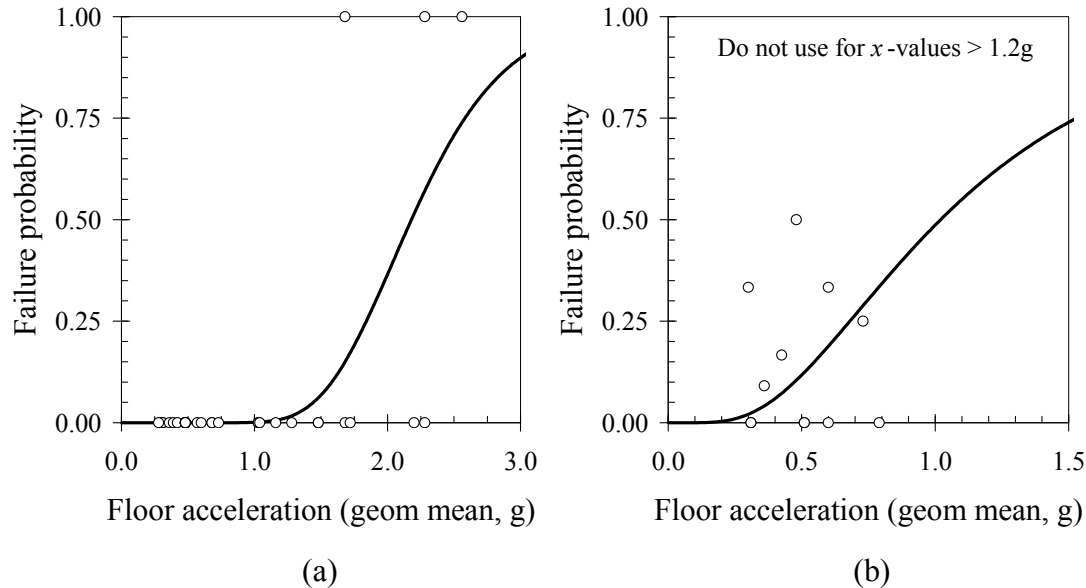 1.00
0.75
0.50
0.25
0.00
Failure probability
0.0 1.0 2.0 3.0
Floor acceleration (geom mean, g)
(a)
Do not use for x-values > 1.2g
1.00
0.75
0.50
0.25
0.00
Failure probability
0.0 0.5 1.0 1.5
Floor acceleration (geom mean, g)
(b)